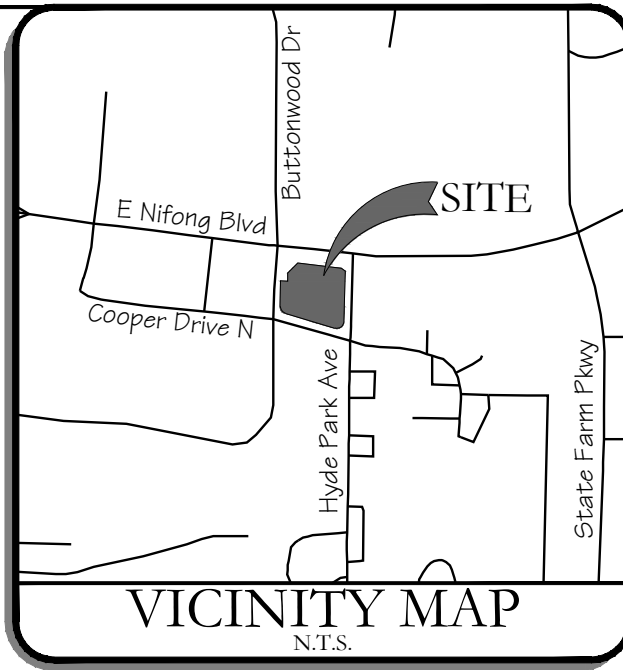 Buttonwood Dr
SITE
E Nifong Blvd
Cooper Drive N
Hyde Park Ave
State Farm Pkwy
VICINITY MAP
N.T.S.